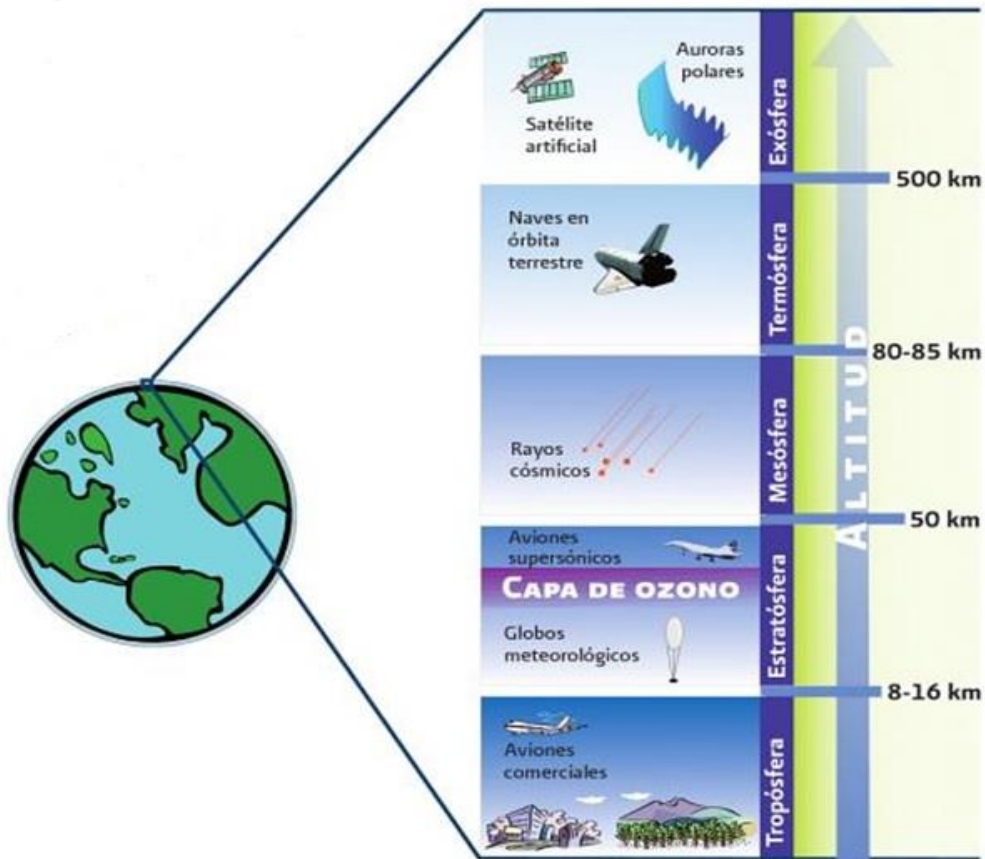 Auroras
polares
Satélite
artificial
Exósfera
500 km
Naves en
órbita
terrestre
Termósfera
80-85 km
Rayos
cósmicos
Mesósfera
50 km
Aviones
supersónicos
CAPA DE OZONO
Globos
meteorológicos
Estratósfera
8-16 km
Aviones
comerciales
Tropósfera
ALTITUD